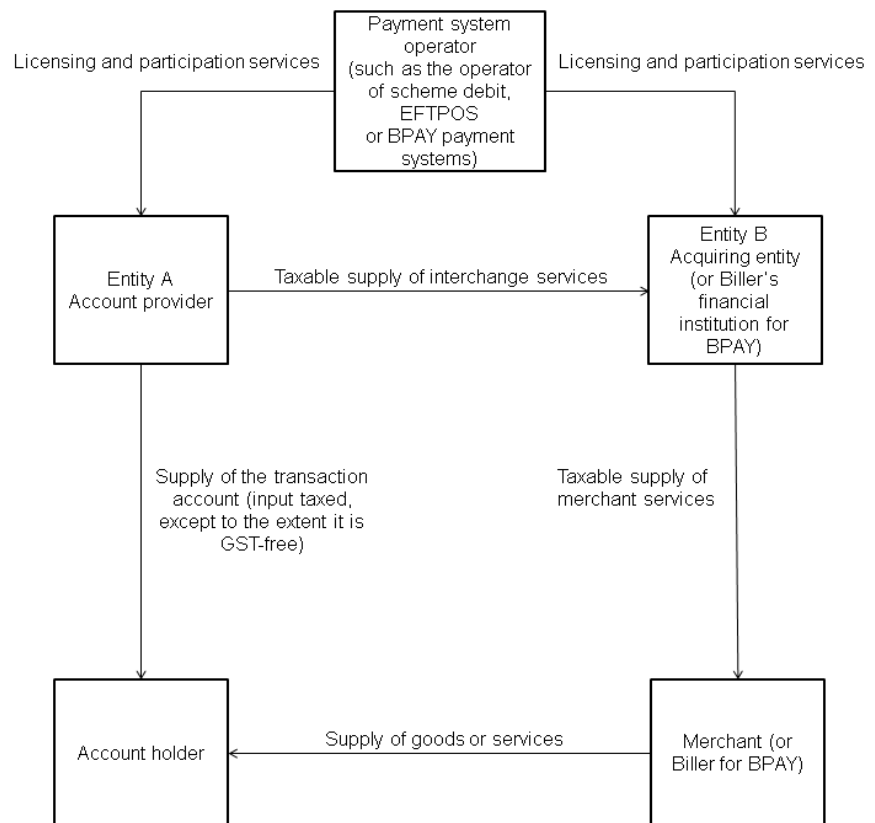 Payment system
operator
(such as the operator
of scheme debit,
EFTPOS
or BPAY payment
systems)
Licensing and participation services
Licensing and participation services
Entity A
Account provider
Taxable supply of interchange services
Entity B
Acquiring entity
(or Biller's
financial
institution for
BPAY)
Supply of the transaction
account (input taxed,
except to the extent it is
GST-free)
Taxable supply of
merchant services
Account holder
Supply of goods or services
Merchant (or
Biller for BPAY)